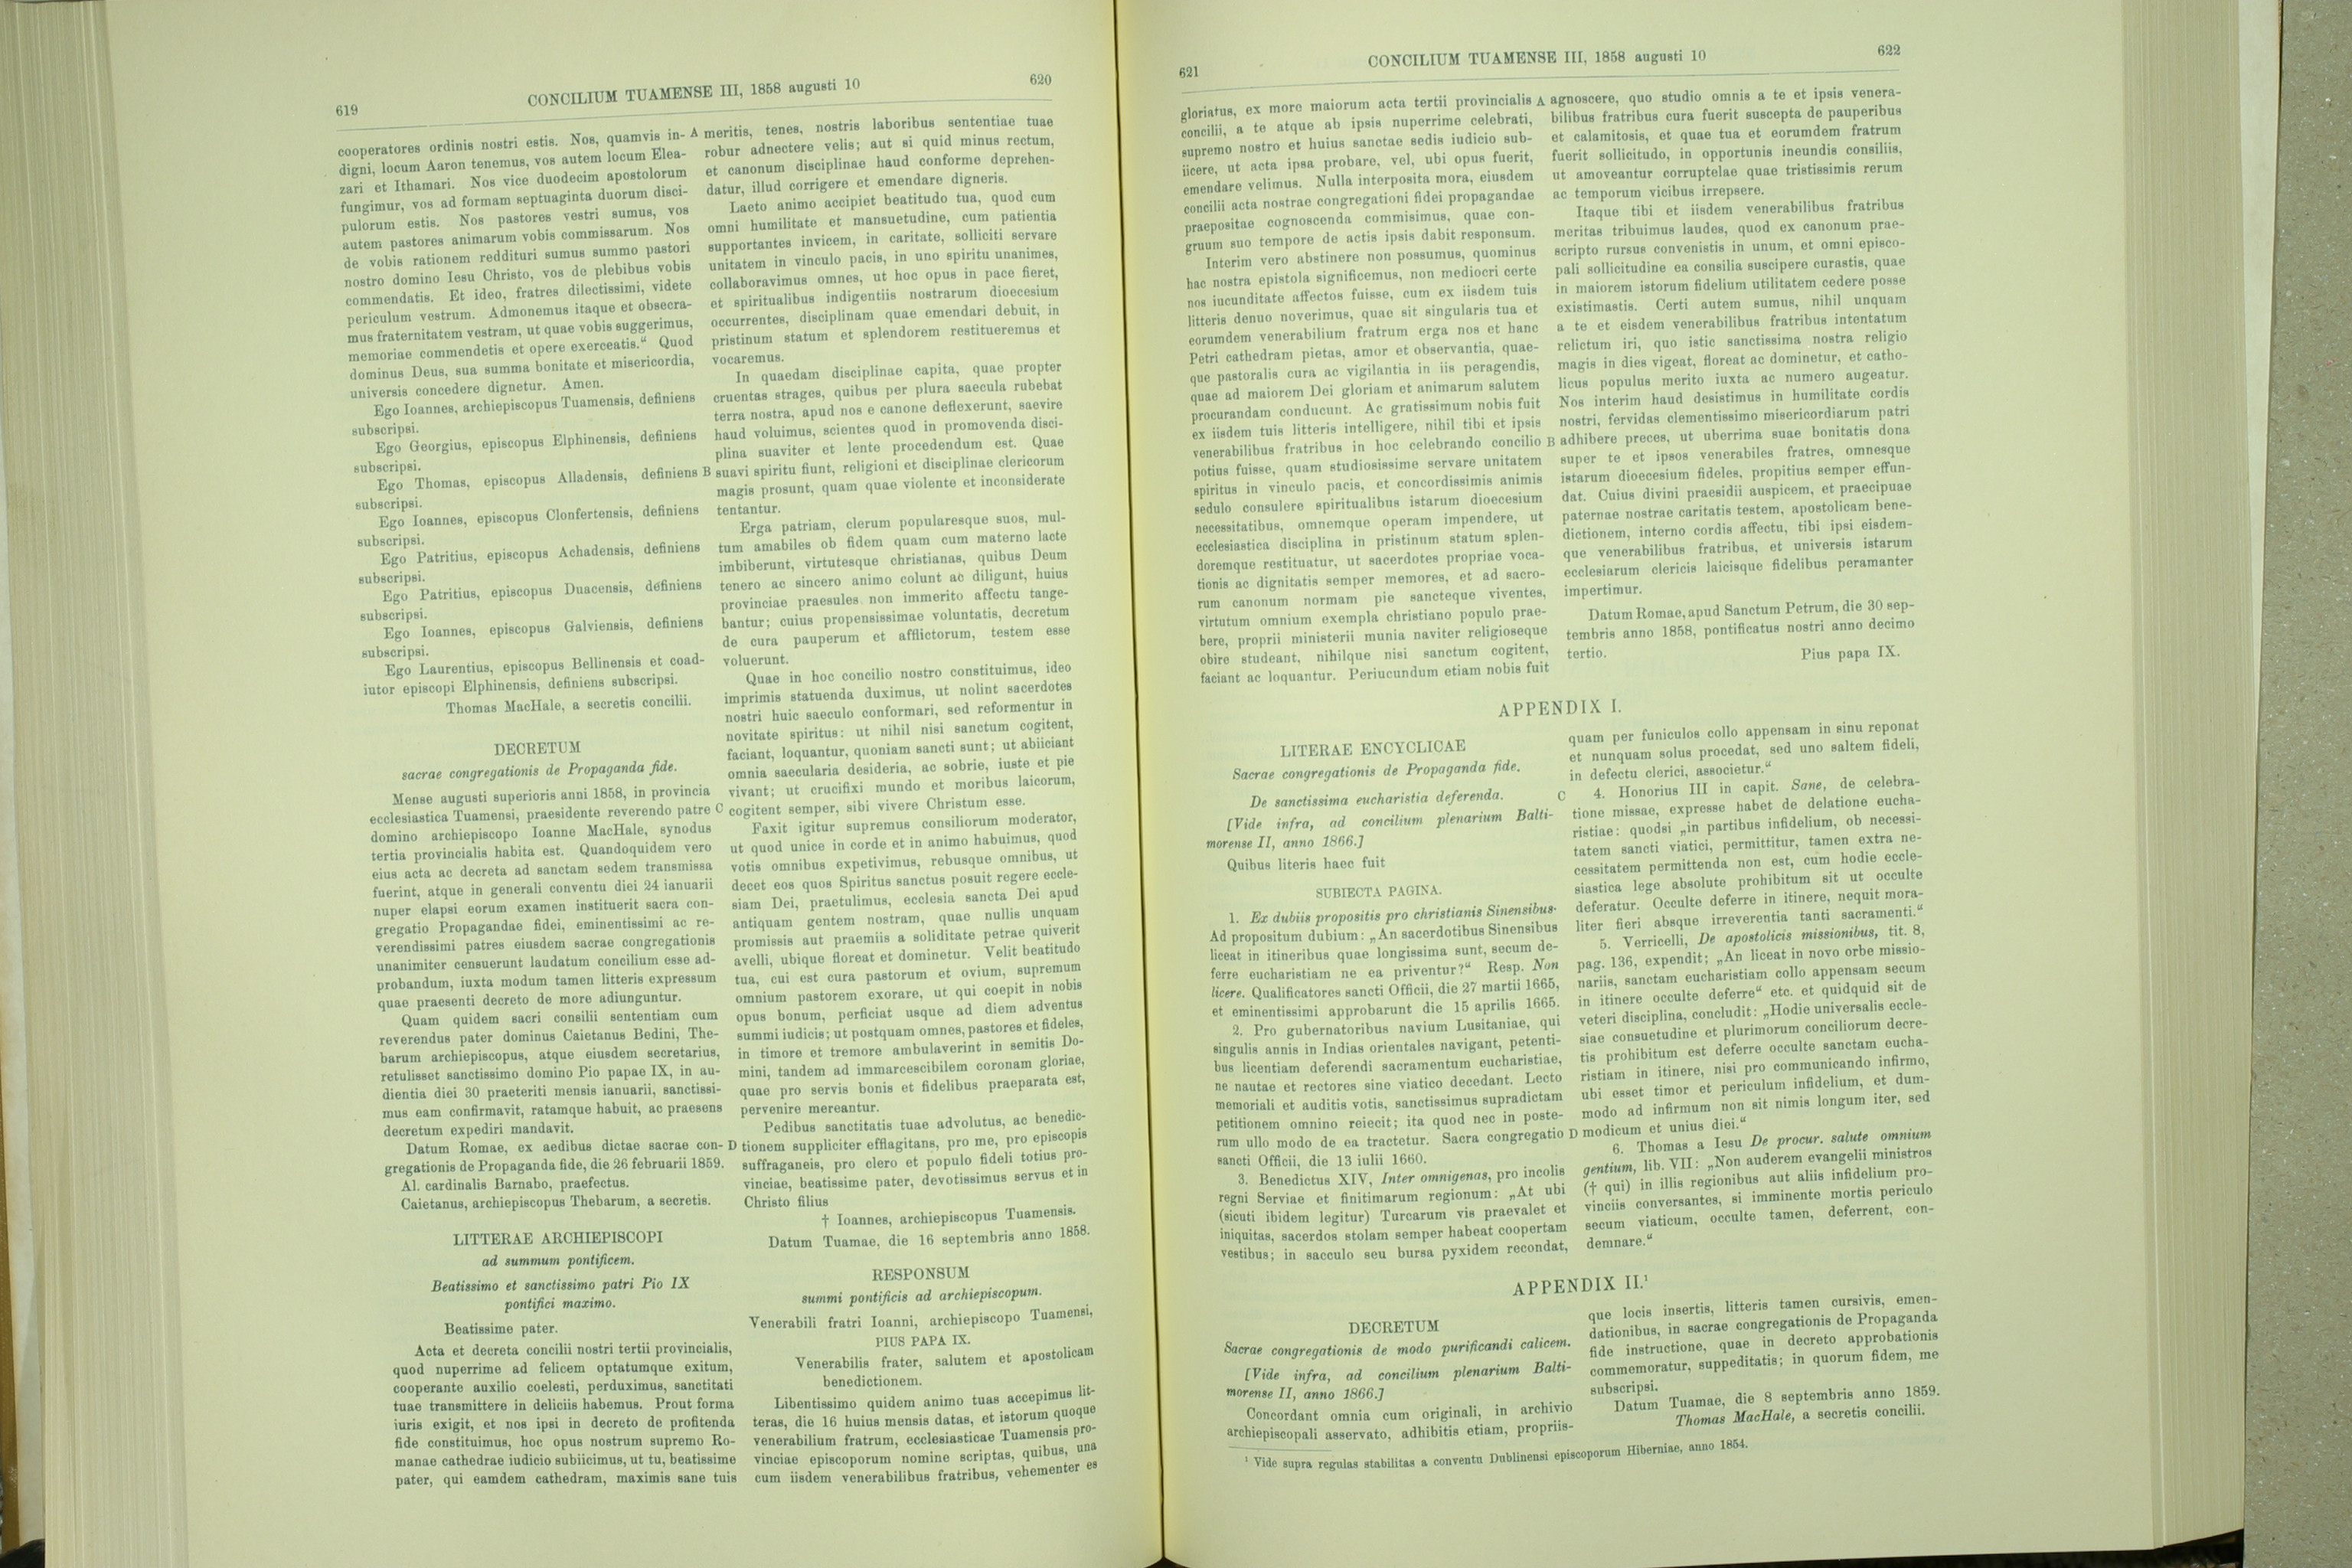 619
CONCILIUM TUAMENSE III, 1858 augusti 10
620
cooperatores ordinis nostri estis. Nos, quamvis in-
digni, locum Aaron tenemus, vos autem locum Elea-
zari et Ithamari. Nos vice duodecim apostolorum
fungimur, vos ad formam septuaginta duorum disci-
pulorum estis. Nos pastores vestri sumus, vos
autem pastores animarum vobis commissarum. Nos
de vobis rationem reddituri sumus summo pastori
nostro domino Iesu Christo, vos de plebibus vobis
commendatis. Et ideo, fratres dilectissimi, videte
periculum vestrum. Admonemus itaque et obsecra-
mus fraternitatem vestram, ut quae vobis suggerimus,
memoriae commendetis et opere exerceatis.“ Quod
dominus Deus, sua summa bonitate et misericordia,
universis concedere dignetur. Amen.
Ego Ioannes, archiepiscopus Tuamensis, definiens
subscripsi.
Ego Georgius, episcopus Elphinensis, definiens
subscripsi.
Ego Thomas, episcopus Alladensis, definiens
subscripsi.
Ego Ioannes, episcopus Clonfertensis, definiens
subscripsi.
Ego Patritius, episcopus Achadensis, definiens
subscripsi.
Ego Patritius, episcopus Duacensis, definiens
subscripsi.
Ego Ioannes, episcopus Galviensis, definiens
subscripsi.
Ego Laurentius, episcopus Bellinensis et coad-
iutor episcopi Elphinensis, definiens subscripsi.
Thomas MacHale, a secretis concilii.
DECRETUM
sacrae congregationis de Propaganda fide.
Mense augusti superioris anni 1858, in provincia
ecclesiastica Tuamensi, praesidente reverendo patre
domino archiepiscopo Ioanne MacHale, synodus
tertia provincialis habita est. Quandoquidem vero
eius acta ac decreta ad sanctam sedem transmissa
fuerint, atque in generali conventu diei 24 ianuarii
nuper elapsi eorum examen instituerit sacra con-
gregatio Propagandae fidei, eminentissimi ac re-
verendissimi patres eiusdem sacrae congregationis
unanimiter censuerunt laudatum concilium esse ad-
probandum, iuxta modum tamen litteris expressum
quae praesenti decreto de more adiunguntur.
Quam quidem sacri consilii sententiam cum
reverendus pater dominus Caietanus Bedini, The-
barum archiepiscopus, atque eiusdem secretarius,
retulisset sanctissimo domino Pio papae IX, in au-
dientia diei 30 praeteriti mensis ianuarii, sanctissi-
mus eam confirmavit, ratamque habuit, ac praesens
decretum expediri mandavit.
Datum Romae, ex aedibus dictae sacrae con-
gregationis de Propaganda fide, die 26 februarii 1859.
Al. cardinalis Barnabo, praefectus.
Caietanus, archiepiscopus Thebarum, a secretis.
LITTERAE ARCHIEPISCOPI
ad summum pontificem.
Beatissimo et sanctissimo patri Pio IX
pontifici maximo.
Beatissime pater.
Acta et decreta concilii nostri tertii provincialis,
quod nuperrime ad felicem optatumque exitum,
cooperante auxilio coelesti, perduximus, sanctitati
tuae transmittere in deliciis habemus. Prout forma
iuris exigit, et nos ipsi in decreto de profitenda
fide constituimus, hoc opus nostrum supremo Ro-
manae cathedrae iudicio subiicimus, ut tu, beatissime
pater, qui eamdem cathedram, maximis sane tuis
A
B
C
D
meritis, tenes, nostris laboribus sententiae tuae
robur adnectere velis; aut si quid minus rectum,
et canonum disciplinae haud conforme deprehen-
datur, illud corrigere et emendare digneris.
Laeto animo accipiet beatitudo tua, quod cum
omni humilitate et mansuetudine, cum patientia
supportantes invicem, in caritate, solliciti servare
unitatem in vinculo pacis, in uno spiritu unanimes,
collaboravimus omnes, ut hoc opus in pace fieret,
et spiritualibus indigentiis nostrarum dioecesium
occurrentes, disciplinam quae emendari debuit, in
pristinum statum et splendorem restitueremus et
vocaremus.
In quaedam disciplinae capita, quae propter
cruentas strages, quibus per plura saecula rubebat
terra nostra, apud nos e canone deflexerunt, saevire
haud voluimus, scientes quod in promovenda disci-
plina suaviter et lente procedendum est. Quae
suavi spiritu fiunt, religioni et disciplinae clericorum
magis prosunt, quam quae violente et inconsiderate
tentantur.
Erga patriam, clerum popularesque suos, mul-
tum amabiles ob fidem quam cum materno lacte
imbiberunt, virtutesque christianas, quibus Deum
tenero ac sincero animo colunt ac diligunt, huius
provinciae praesules non immerito affectu tange-
bantur; cuius propensissimae voluntatis, decretum
de cura pauperum et afflictorum, testem esse
voluerunt.
Quae in hoc concilio nostro constituimus, ideo
imprimis statuenda duximus, ut nolint sacerdotes
nostri huic saeculo conformari, sed reformentur in
novitate spiritus: ut nihil nisi sanctum cogitent,
faciant, loquantur, quoniam sancti sunt; ut abiiciant
omnia saecularia desideria, ac sobrie, iuste et pie
vivant; ut crucifixi mundo et moribus laicorum,
cogitent semper, sibi vivere Christum esse.
Faxit igitur supremus consiliorum moderator,
ut quod unice in corde et in animo habuimus, quod
votis omnibus expetivimus, rebusque omnibus, ut
decet eos quos Spiritus sanctus posuit regere eccle-
siam Dei, praetulimus, ecclesia sancta Dei apud
antiquam gentem nostram, quae nullis unquam
promissis aut praemiis a soliditate petrae quiverit
avelli, ubique floreat et dominetur. Velit beatitudo
tua, cui est cura pastorum et ovium, supremum
omnium pastorem exorare, ut qui coepit in nobis
opus bonum, perficiat usque ad diem adventus
summi iudicis; ut postquam omnes, pastores et fideles,
in timore et tremore ambulaverint in semitis Do-
mini, tandem ad immarcescibilem coronam gloriae,
quae pro servis bonis et fidelibus praeparata est,
pervenire mereantur.
Pedibus sanctitatis tuae advolutus, ac benedic-
tionem suppliciter efflagitans, pro me, pro episcopis
suffraganeis, pro clero et populo fideli totius pro-
vinciae, beatissime pater, devotissimus servus et in
Christo filius
† Ioannes, archiepiscopus Tuamensis.
Datum Tuamae, die 16 septembris anno 1858.
RESPONSUM
summi pontificis ad archiepiscopum.
Venerabili fratri Ioanni, archiepiscopo Tuamensi,
PIUS PAPA IX.
Venerabilis frater, salutem et apostolicam
benedictionem.
Libentissimo quidem animo tuas accepimus lit-
teras, die 16 huius mensis datas, et istorum quoque
venerabilium fratrum, ecclesiasticae Tuamensis pro-
vinciae episcoporum nomine scriptas, quibus, una
cum iisdem venerabilibus fratribus, vehementer es
621
CONCILIUM TUAMENSE III, 1858 augusti 10
622
gloriatus, ex more maiorum acta tertii provincialis
concilii, a te atque ab ipsis nuperrime celebrati,
supremo nostro et huius sanctae sedis iudicio sub-
iicere, ut acta ipsa probare, vel, ubi opus fuerit,
emendare velimus. Nulla interposita mora, eiusdem
concilii acta nostrae congregationi fidei propagandae
praepositae cognoscenda commisimus, quae con-
gruum suo tempore de actis ipsis dabit responsum.
Interim vero abstinere non possumus, quominus
hac nostra epistola significemus, non mediocri certe
nos iucunditate affectos fuisse, cum ex iisdem tuis
litteris denuo noverimus, quae sit singularis tua et
eorumdem venerabilium fratrum erga nos et hanc
Petri cathedram pietas, amor et observantia, quae-
que pastoralis cura ac vigilantia in iis peragendis,
quae ad maiorem Dei gloriam et animarum salutem
procurandam conducunt. Ac gratissimum nobis fuit
ex iisdem tuis litteris intelligere, nihil tibi et ipsis
venerabilibus fratribus in hoc celebrando concilio
potius fuisse, quam studiosissime servare unitatem
spiritus in vinculo pacis, et concordissimis animis
sedulo consulere spiritualibus istarum dioecesium
necessitatibus, omnemque operam impendere, ut
ecclesiastica disciplina in pristinum statum splen-
doremque restituatur, ut sacerdotes propriae voca-
tionis ac dignitatis semper memores, et ad sacro-
rum canonum normam pie sancteque viventes,
virtutum omnium exempla christiano populo prae-
bere, proprii ministerii munia naviter religioseque
obire studeant, nihilque nisi sanctum cogitent,
faciant ac loquantur. Periucundum etiam nobis fuit
A
B
agnoscere, quo studio omnis a te et ipsis venera-
bilibus fratribus cura fuerit suscepta de pauperibus
et calamitosis, et quae tua et eorumdem fratrum
fuerit sollicitudo, in opportunis ineundis consiliis,
ut amoveantur corruptelae quae tristissimis rerum
ac temporum vicibus irrepsere.
Itaque tibi et iisdem venerabilibus fratribus
meritas tribuimus laudes, quod ex canonum prae-
scripto rursus convenistis in unum, et omni episco-
pali sollicitudine ea consilia suscipere curastis, quae
in maiorem istorum fidelium utilitatem cedere posse
existimastis. Certi autem sumus, nihil unquam
a te et eisdem venerabilibus fratribus intentatum
relictum iri, quo istic sanctissima nostra religio
magis in dies vigeat, floreat ac dominetur, et catho-
licus populus merito iuxta ac numero augeatur.
Nos interim haud desistimus in humilitate cordis
nostri, fervidas clementissimo misericordiarum patri
adhibere preces, ut uberrima suae bonitatis dona
super te et ipsos venerabiles fratres, omnesque
istarum dioecesium fideles, propitius semper effun-
dat. Cuius divini praesidii auspicem, et praecipuae
paternae nostrae caritatis testem, apostolicam bene-
dictionem, interno cordis affectu, tibi ipsi eisdem-
que venerabilibus fratribus, et universis istarum
ecclesiarum clericis laicisque fidelibus peramanter
impertimur.
Datum Romae, apud Sanctum Petrum, die 30 sep-
tembris anno 1858, pontificatus nostri anno decimo
tertio. Pius papa IX.
APPENDIX I.
LITERAE ENCYCLICAE
Sacrae congregationis de Propaganda fide.
De sanctissima eucharistia deferenda.
[Vide infra, ad concilium plenarium Balti-
morense II, anno 1866.]
Quibus literis haec fuit
SUBIECTA PAGINA.
1. Ex dubiis propositis pro christianis Sinensibus.
Ad propositum dubium: „An sacerdotibus Sinensibus
liceat in itineribus quae longissima sunt, secum de-
ferre eucharistiam ne ea priventur?“ Resp. Non
licere. Qualificatores sancti Officii, die 27 martii 1665,
et eminentissimi approbarunt die 15 aprilis 1665.
2. Pro gubernatoribus navium Lusitaniae, qui
singulis annis in Indias orientales navigant, petenti-
bus licentiam deferendi sacramentum eucharistiae,
ne nautae et rectores sine viatico decedant. Lecto
memoriali et auditis votis, sanctissimus supradictam
petitionem omnino reiecit; ita quod nec in poste-
rum ullo modo de ea tractetur. Sacra congregatio
sancti Officii, die 13 iulii 1660.
3. Benedictus XIV, Inter omnigenas, pro incolis
regni Serviae et finitimarum regionum: „At ubi
(sicuti ibidem legitur) Turcarum vis praevalet et
iniquitas, sacerdos stolam semper habeat coopertam
vestibus; in sacculo seu bursa pyxidem recondat,
C
D
quam per funiculos collo appensam in sinu reponat
et nunquam solus procedat, sed uno saltem fideli,
in defectu clerici, associetur.“
4. Honorius III in capit. Sane, de celebra-
tione missae, expresse habet de delatione eucha-
ristiae: quodsi „in partibus infidelium, ob necessi-
tatem sancti viatici, permittitur, tamen extra ne-
cessitatem permittenda non est, cum hodie eccle-
siastica lege absolute prohibitum sit ut occulte
deferatur. Occulte deferre in itinere, nequit mora-
liter fieri absque irreverentia tanti sacramenti.“
5. Verricelli, De apostolicis missionibus, tit. 8,
pag. 136, expendit; „An liceat in novo orbe missio-
nariis, sanctam eucharistiam collo appensam secum
in itinere occulte deferre“ etc. et quidquid sit de
veteri disciplina, concludit: „Hodie universalis eccle-
siae consuetudine et plurimorum conciliorum decre-
tis prohibitum est deferre occulte sanctam eucha-
ristiam in itinere, nisi pro communicando infirmo,
ubi esset timor et periculum infidelium, et dum-
modo ad infirmum non sit nimis longum iter, sed
modicum et unius diei.“
6. Thomas a Iesu De procur. salute omnium
gentium, lib. VII: „Non auderem evangelii ministros
(† qui) in illis regionibus aut aliis infidelium pro-
vinciis conversantes, si imminente mortis periculo
secum viaticum, occulte tamen, deferrent, con-
demnare.“
APPENDIX II.¹
DECRETUM
Sacrae congregationis de modo purificandi calicem.
[Vide infra, ad concilium plenarium Balti-
morense II, anno 1866.]
Concordant omnia cum originali, in archivio
archiepiscopali asservato, adhibitis etiam, propriis-
que locis insertis, litteris tamen cursivis, emen-
dationibus, in sacrae congregationis de Propaganda
fide instructione, quae in decreto approbationis
commemoratur, suppeditatis; in quorum fidem, me
subscripsi.
Datum Tuamae, die 8 septembris anno 1859.
Thomas MacHale, a secretis concilii.
¹ Vide supra regulas stabilitas a conventu Dublinensi episcoporum Hiberniae, anno 1854.